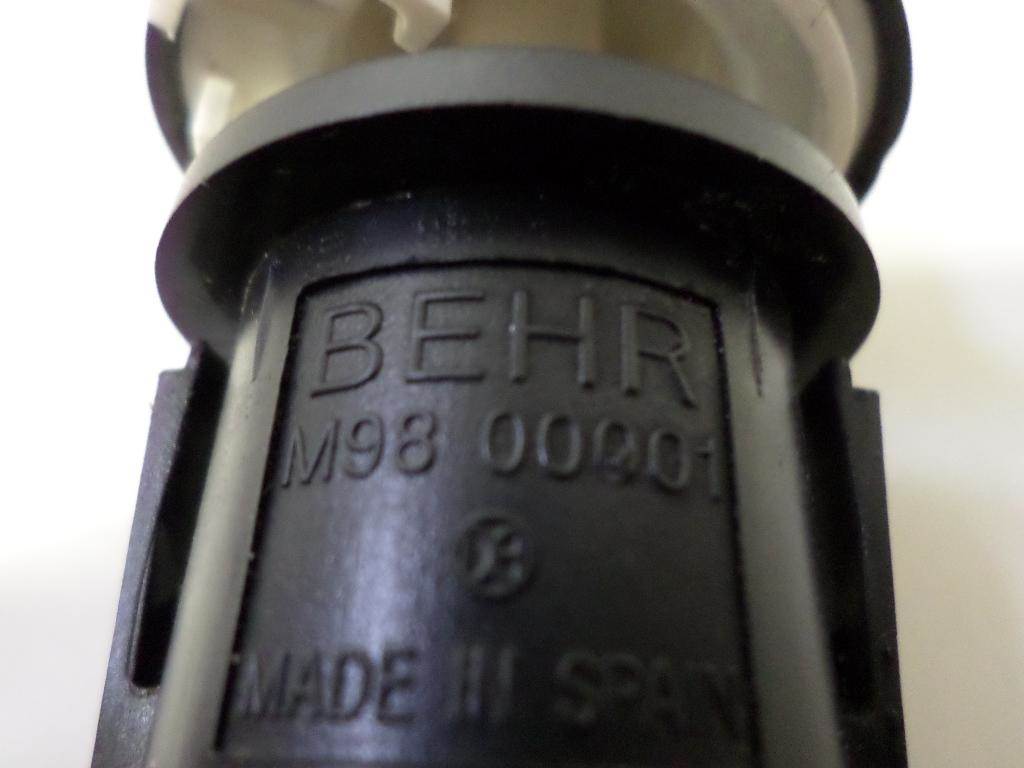 BEHR
M98 00001
MADE IN SPAIN